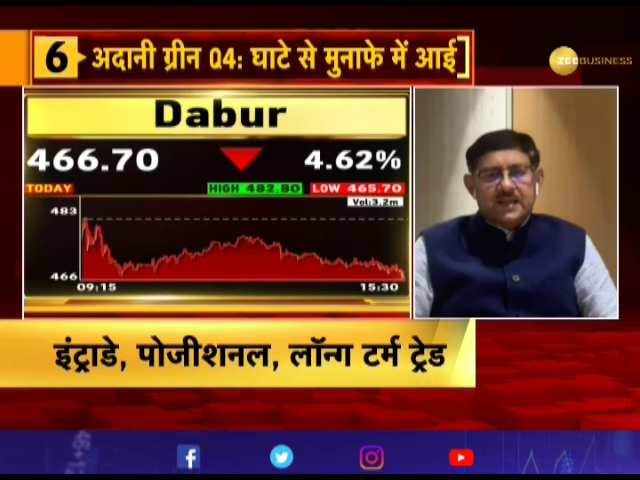 6 अदानी ग्रीन Q4: घाटे से मुनाफे में आई
ZEEBUSINESS
Dabur
466.70 4.62%
TODAY HIGH 482.80 LOW 465.70
Vol:3.2m
483
466
09:15 15:30
इंट्राडे, पोजीशनल, लॉन्ग टर्म ट्रेड